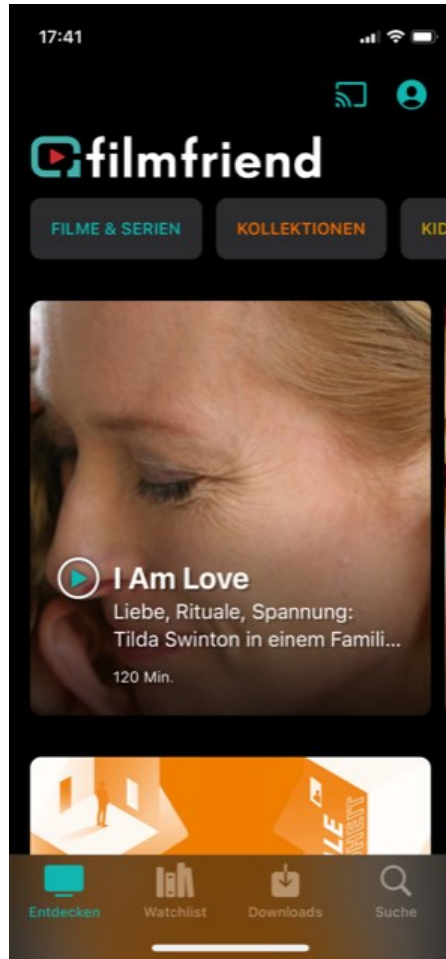 17:41
filmfriend
FILME & SERIEN
KOLLEKTIONEN
KID
I Am Love
Liebe, Rituale, Spannung:
Tilda Swinton in einem Famili...
120 Min.
Entdecken
Watchlist
Downloads
Suche